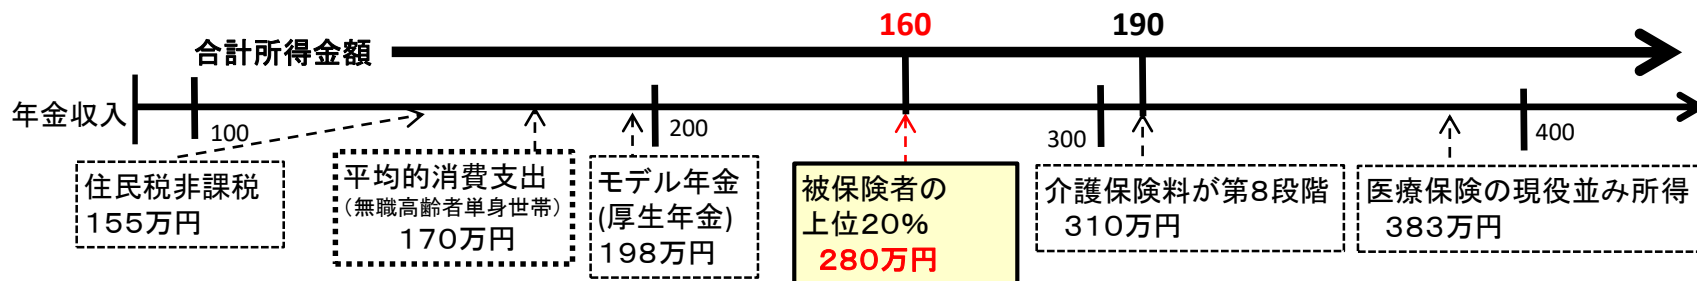 160
190
合計所得金額
年金収入
100
200
300
400
住民税非課税
155万円
平均的消費支出
(無職高齢者単身世帯)
170万円
モデル年金
(厚生年金)
198万円
被保険者の
上位20%
280万円
介護保険料が第8段階
310万円
医療保険の現役並み所得
383万円